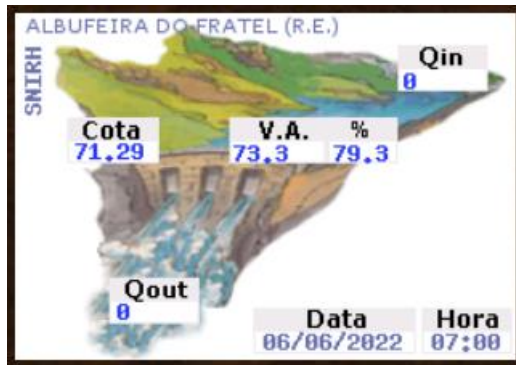 ALBUFEIRA DO FRATEL (R.E.)
SNIRH
Qin
0
Cota
71.29
V.A. %
73.3 79.3
Qout
0
Data Hora
06/06/2022 07:00